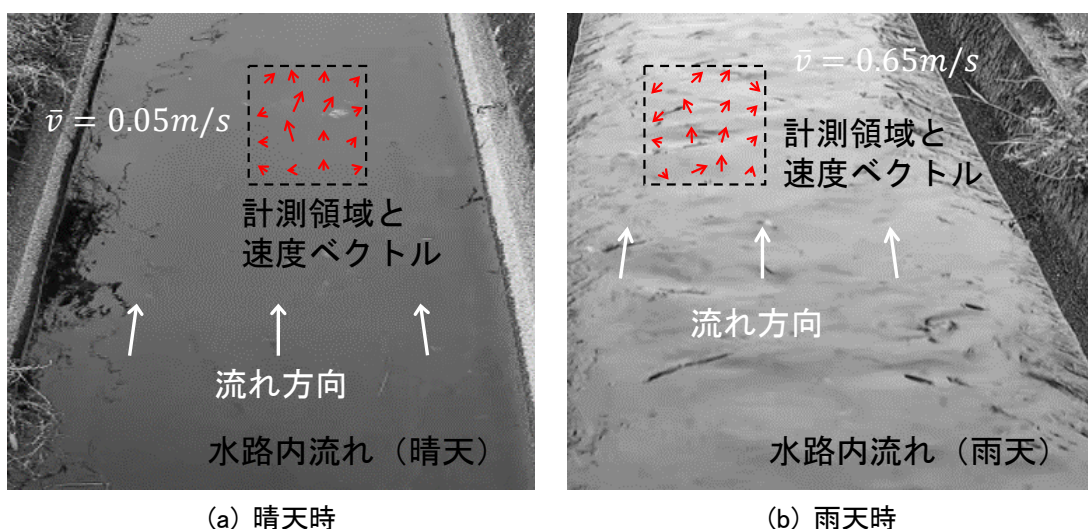 v̄ = 0.05m/s
計測領域と
速度ベクトル
流れ方向
水路内流れ（晴天）
(a) 晴天時
v̄ = 0.65m/s
計測領域と
速度ベクトル
流れ方向
水路内流れ（雨天）
(b) 雨天時